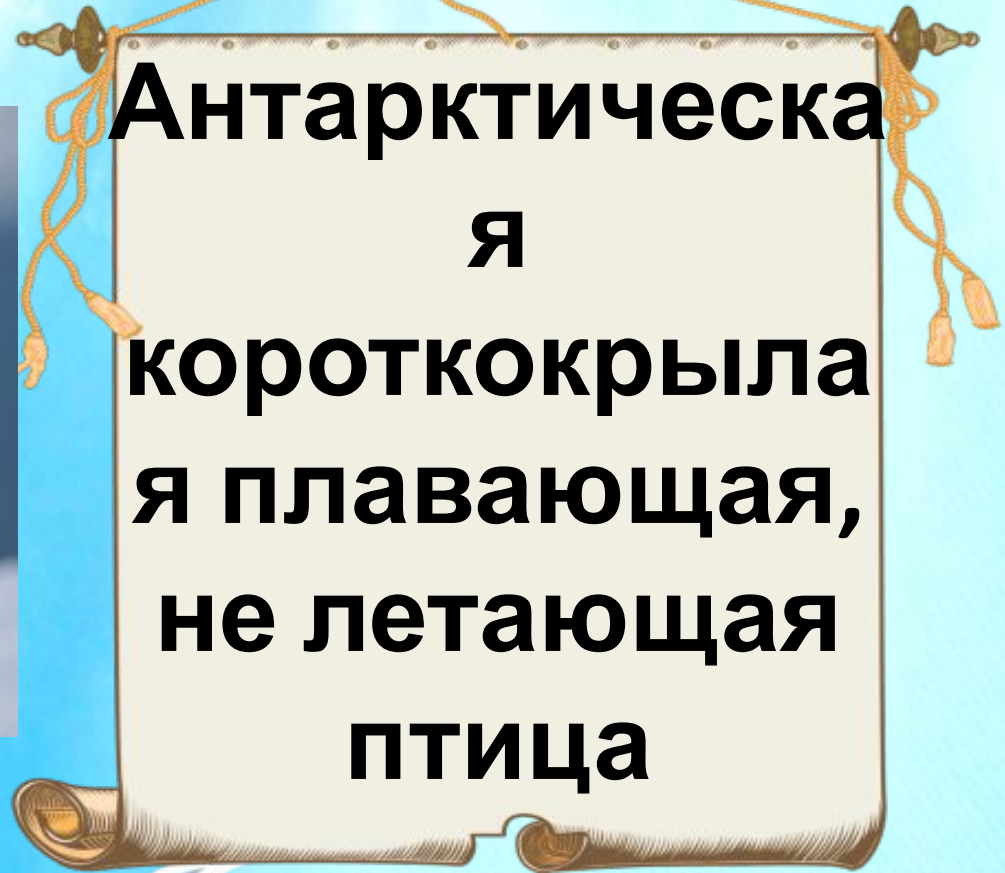 Антарктическа
я
короткокрыла
я плавающая,
не летающая
птица